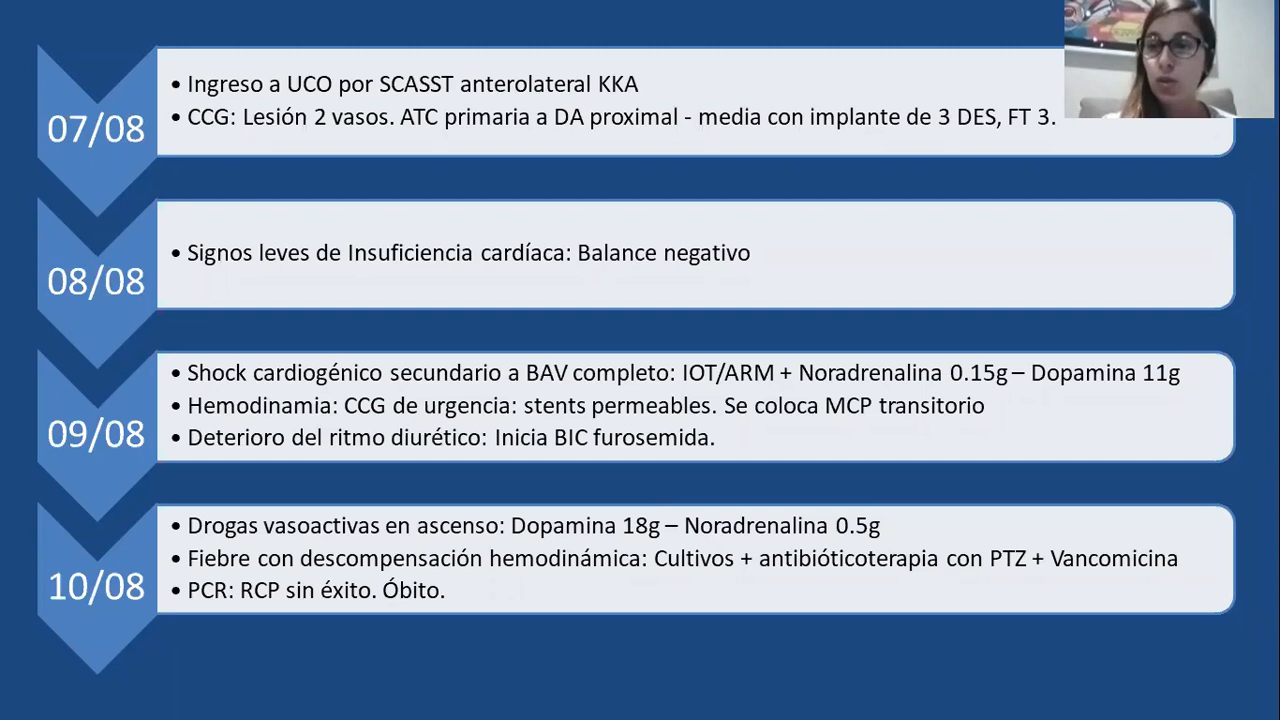 07/08
• Ingreso a UCO por SCASST anterolateral KKA
• CCG: Lesión 2 vasos. ATC primaria a DA proximal - media con implante de 3 DES, FT 3.
08/08
• Signos leves de Insuficiencia cardíaca: Balance negativo
09/08
• Shock cardiogénico secundario a BAV completo: IOT/ARM + Noradrenalina 0.15g – Dopamina 11g
• Hemodinamia: CCG de urgencia: stents permeables. Se coloca MCP transitorio
• Deterioro del ritmo diurético: Inicia BIC furosemida.
10/08
• Drogas vasoactivas en ascenso: Dopamina 18g – Noradrenalina 0.5g
• Fiebre con descompensación hemodinámica: Cultivos + antibióticoterapia con PTZ + Vancomicina
• PCR: RCP sin éxito. Óbito.